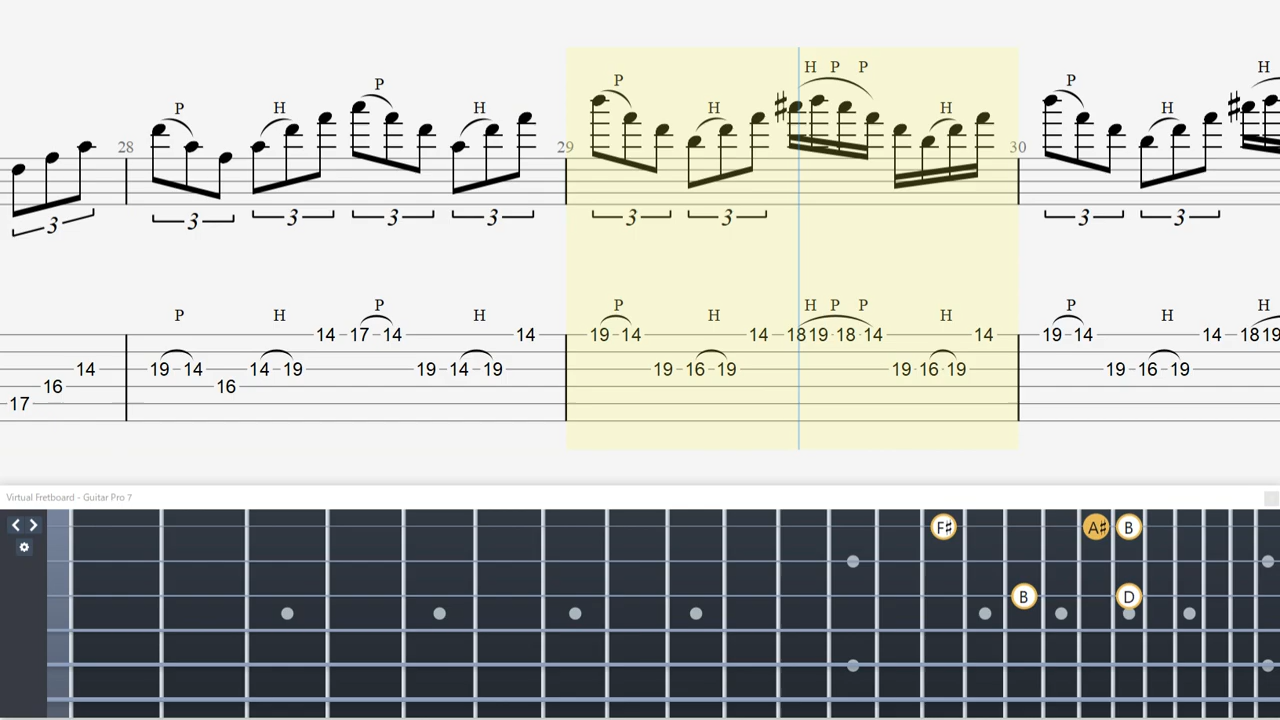 H P P
P H P H P H H P H
28 29 30
3 3 3 3 3 3 3 3 3
P H P H P H H P P H P H H
14 17 14 19 14 14 18 19 18 14 14 19 14 14 18 19
14 19 14 14 19 19 14 19 19 16 19 19 16 19 19 16 19
16 16
17
Virtual Fretboard - Guitar Pro 7
F♯ A♯ B
B D